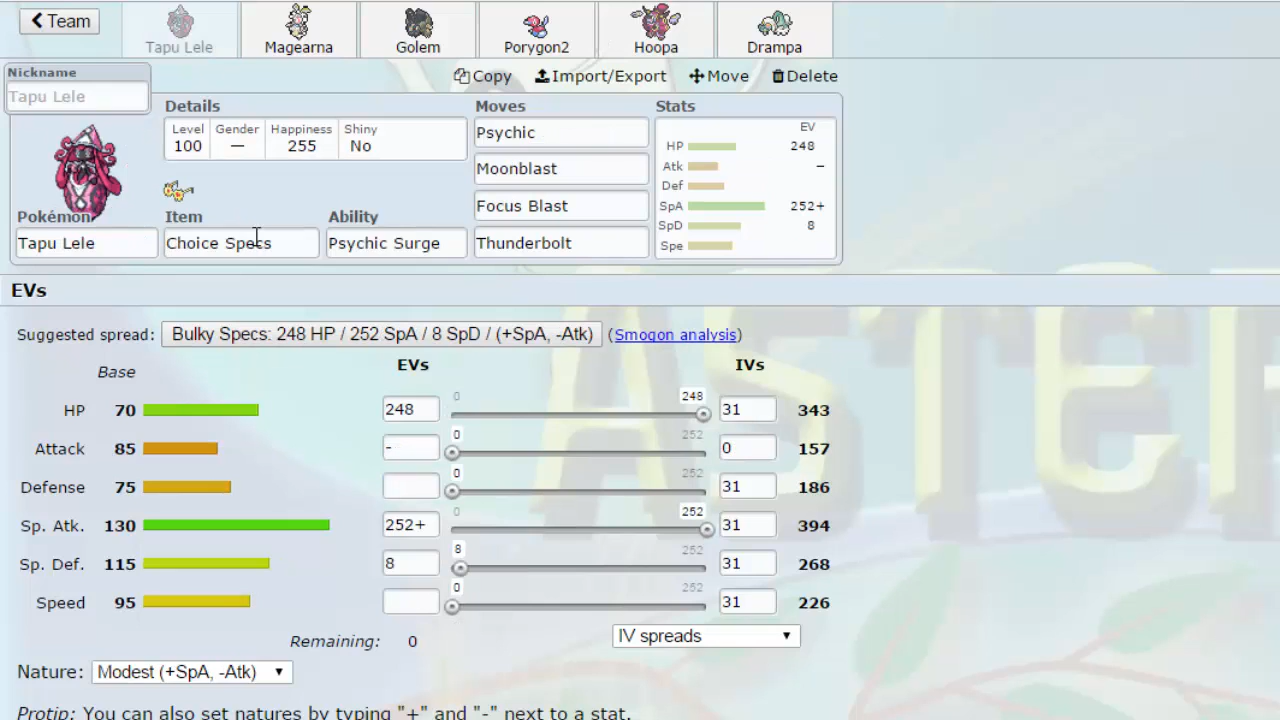 Team
Tapu Lele
Magearna
Golem
Porygon2
Hoopa
Drampa
Nickname
Tapu Lele
Copy
Import/Export
Move
Delete
Details
Level
100
Gender
—
Happiness
255
Shiny
No
Pokémon
Tapu Lele
Item
Choice Specs
Ability
Psychic Surge
Moves
Psychic
Moonblast
Focus Blast
Thunderbolt
Stats
EV
HP 248
Atk –
Def
SpA 252+
SpD 8
Spe
EVs
Suggested spread: Bulky Specs: 248 HP / 252 SpA / 8 SpD / (+SpA, -Atk) (Smogon analysis)
Base EVs IVs
HP 70 248 0 248 31 343
Attack 85 - 0 252 0 157
Defense 75 0 252 31 186
Sp. Atk. 130 252+ 0 252 31 394
Sp. Def. 115 8 8 252 31 268
Speed 95 0 252 31 226
Remaining: 0 IV spreads
Nature: Modest (+SpA, -Atk)
Protip: You can also set natures by typing "+" and "-" next to a stat.